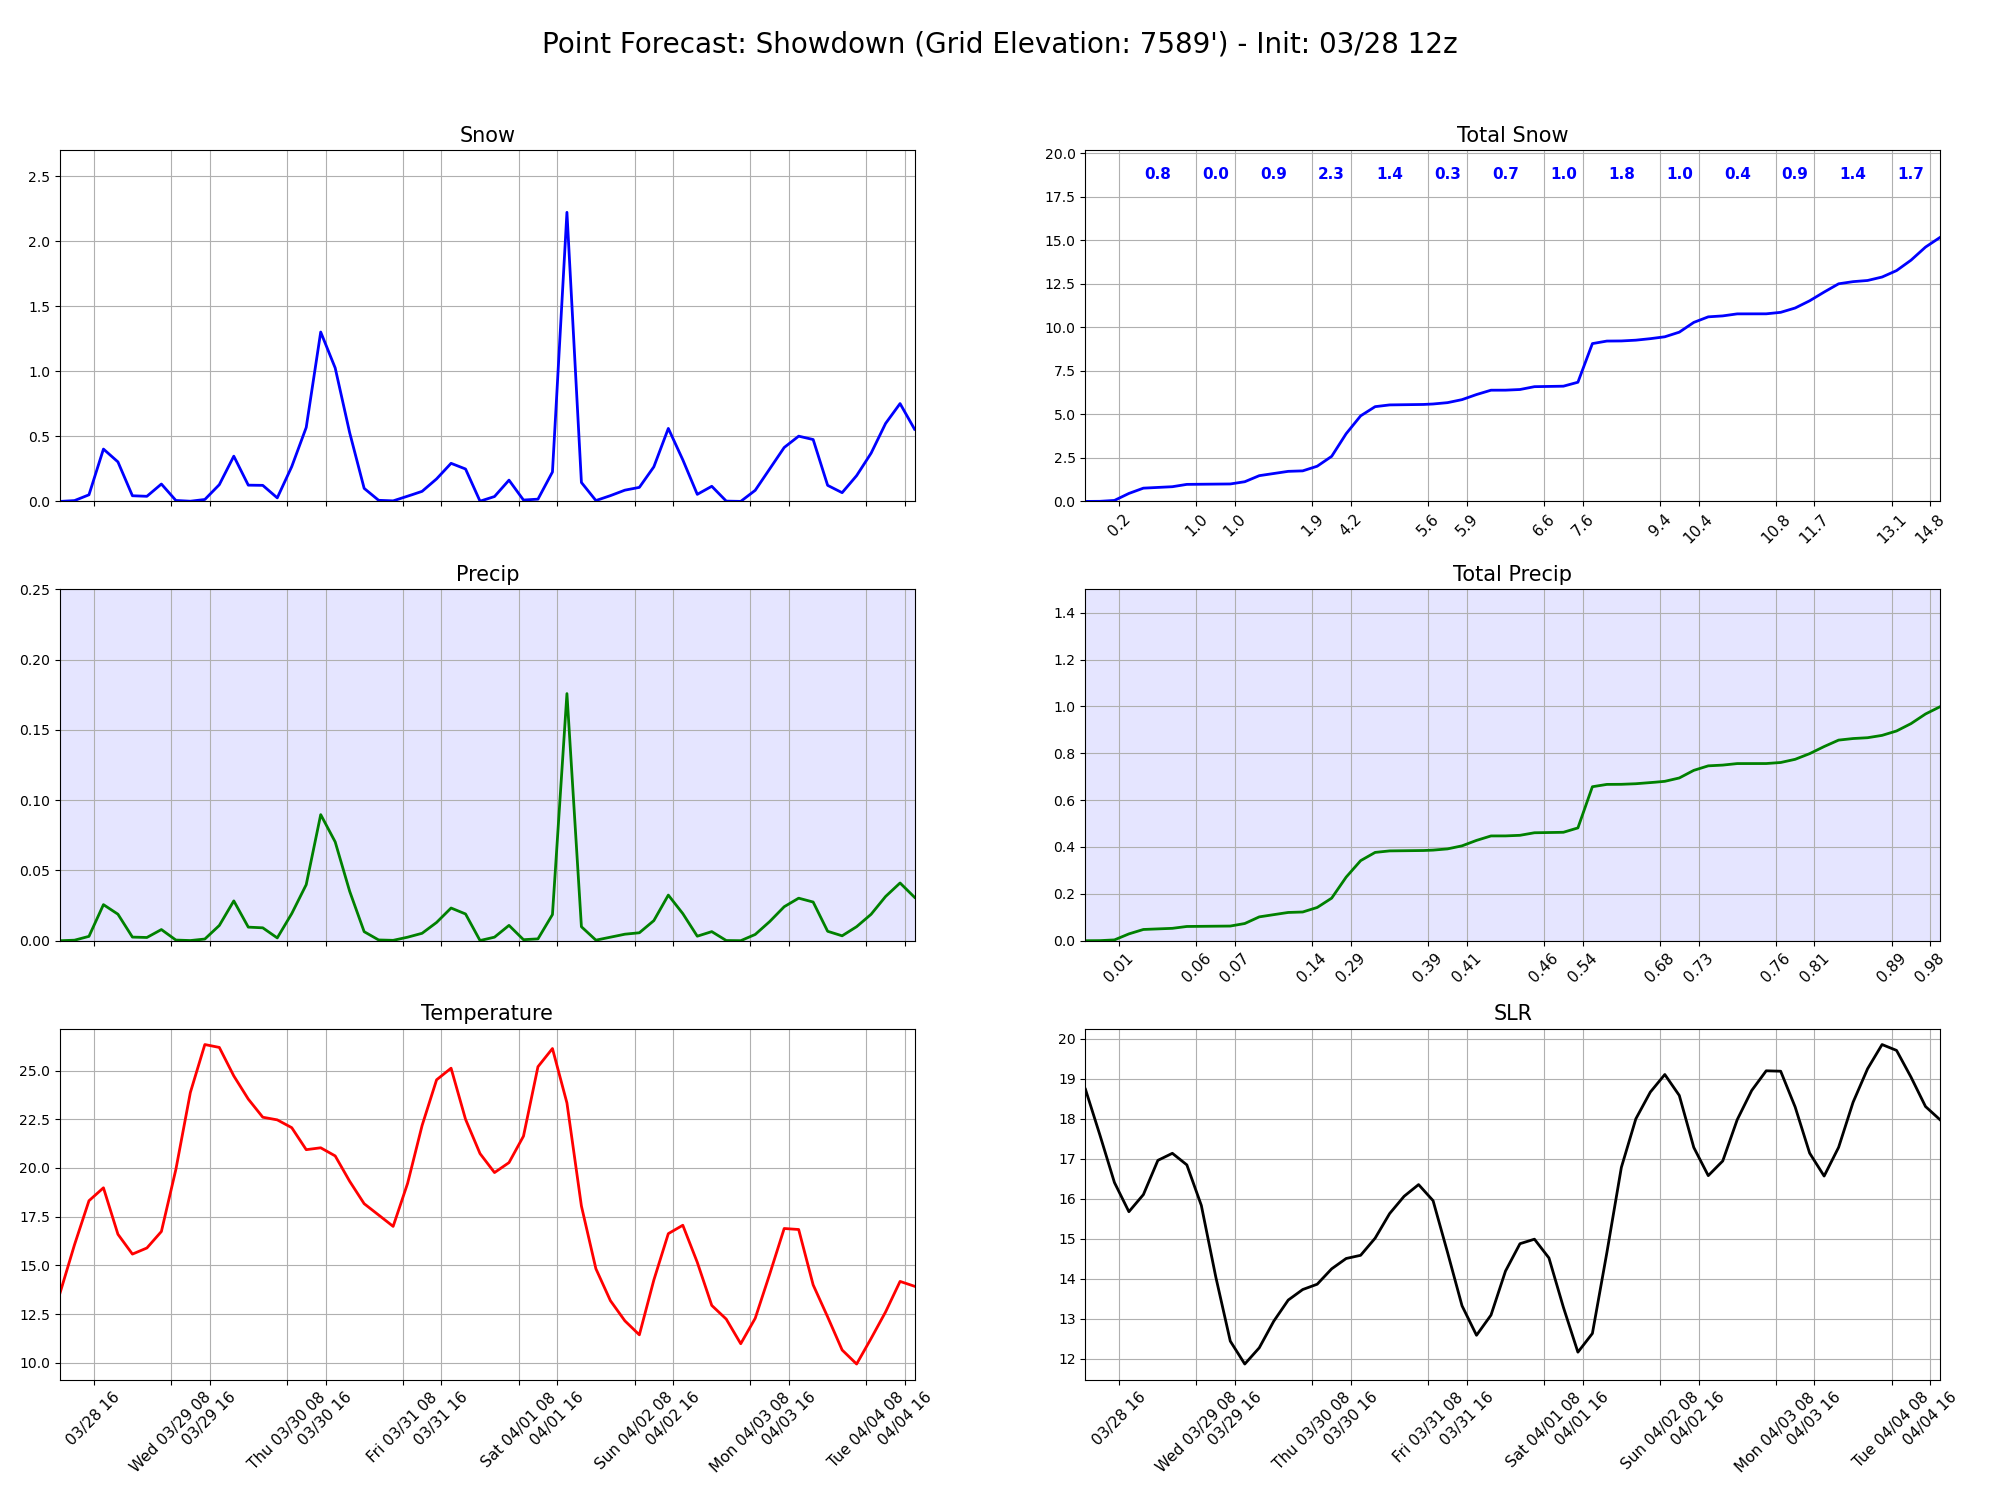 Point Forecast: Showdown (Grid Elevation: 7589') - Init: 03/28 12z
Snow
2.5
2.0
1.5
1.0
0.5
0.0
Total Snow
20.0
17.5
15.0
12.5
10.0
7.5
5.0
2.5
0.0
0.8 0.0 0.9 2.3 1.4 0.3 0.7 1.0 1.8 1.0 0.4 0.9 1.4 1.7
0.2 1.0 1.0 1.9 4.2 5.6 5.9 6.6 7.6 9.4 10.4 10.8 11.7 13.1 14.8
Precip
0.25
0.20
0.15
0.10
0.05
0.00
Total Precip
1.4
1.2
1.0
0.8
0.6
0.4
0.2
0.0
0.01 0.06 0.07 0.14 0.29 0.39 0.41 0.46 0.54 0.68 0.73 0.76 0.81 0.89 0.98
Temperature
25.0
22.5
20.0
17.5
15.0
12.5
10.0
03/28 16
Wed 03/29 08
03/29 16
Thu 03/30 08
03/30 16
Fri 03/31 08
03/31 16
Sat 04/01 08
04/01 16
Sun 04/02 08
04/02 16
Mon 04/03 08
04/03 16
Tue 04/04 08
04/04 16
SLR
20
19
18
17
16
15
14
13
12
03/28 16
Wed 03/29 08
03/29 16
Thu 03/30 08
03/30 16
Fri 03/31 08
03/31 16
Sat 04/01 08
04/01 16
Sun 04/02 08
04/02 16
Mon 04/03 08
04/03 16
Tue 04/04 08
04/04 16